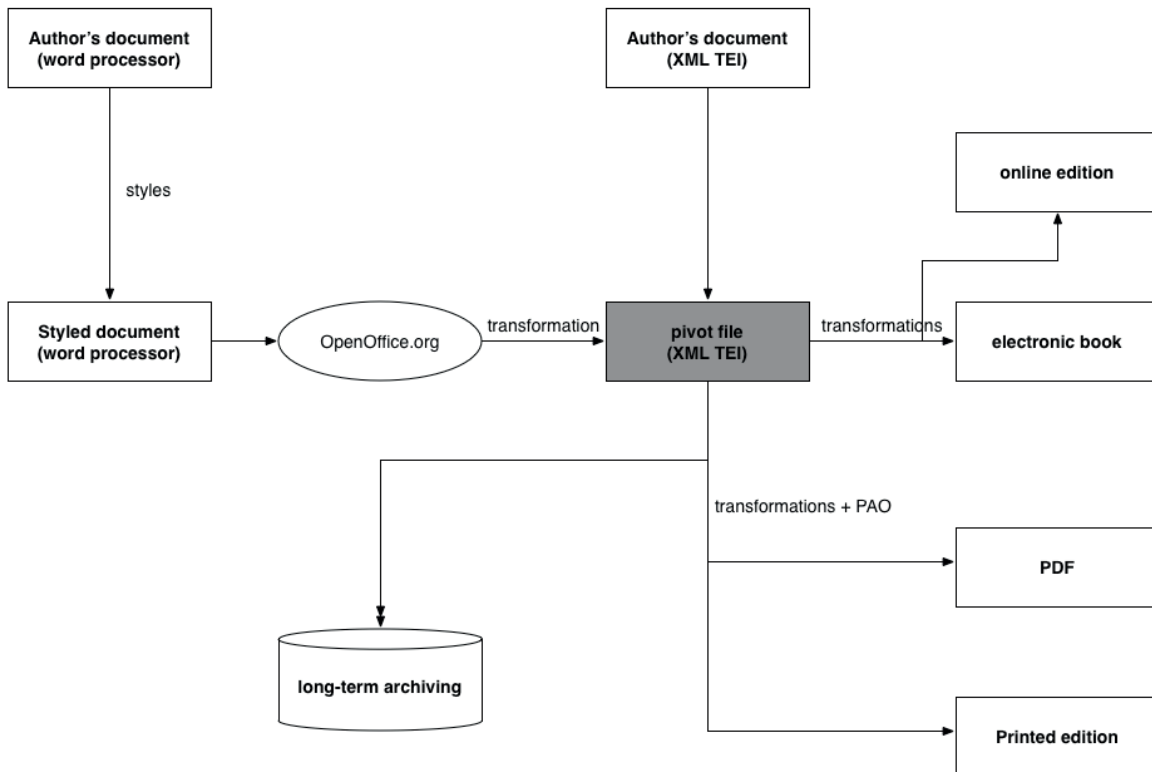 Author’s document
(word processor)
Author’s document
(XML TEI)
online edition
styles
Styled document
(word processor)
OpenOffice.org
transformation
pivot file
(XML TEI)
transformations
electronic book
transformations + PAO
PDF
long-term archiving
Printed edition